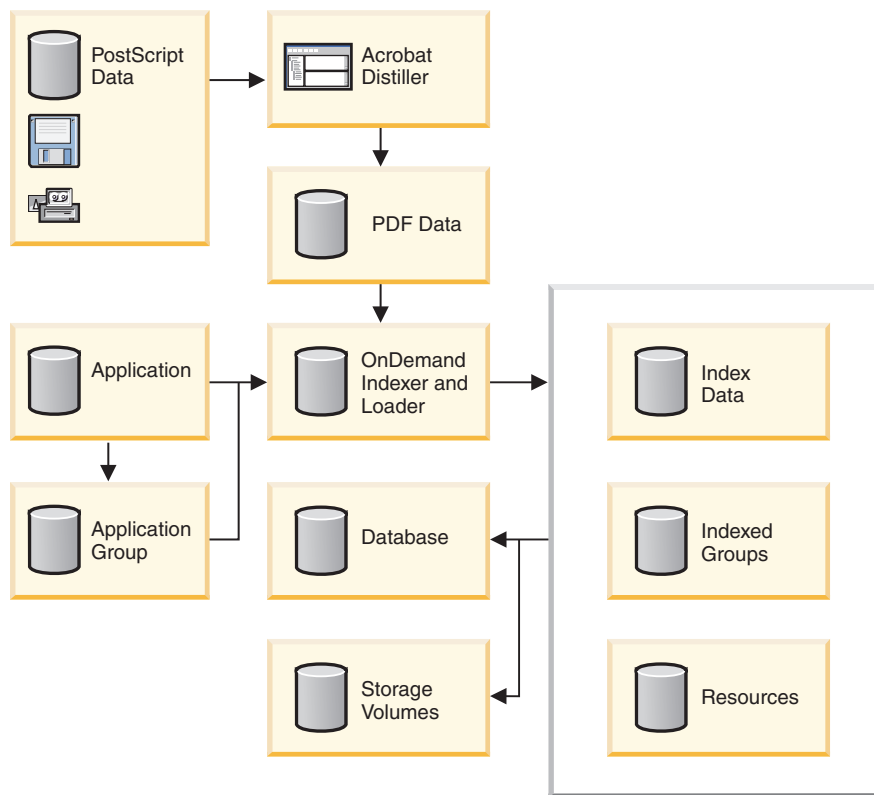 PostScript
Data
Acrobat
Distiller
PDF Data
Application
OnDemand
Indexer and
Loader
Index
Data
Application
Group
Database
Indexed
Groups
Storage
Volumes
Resources